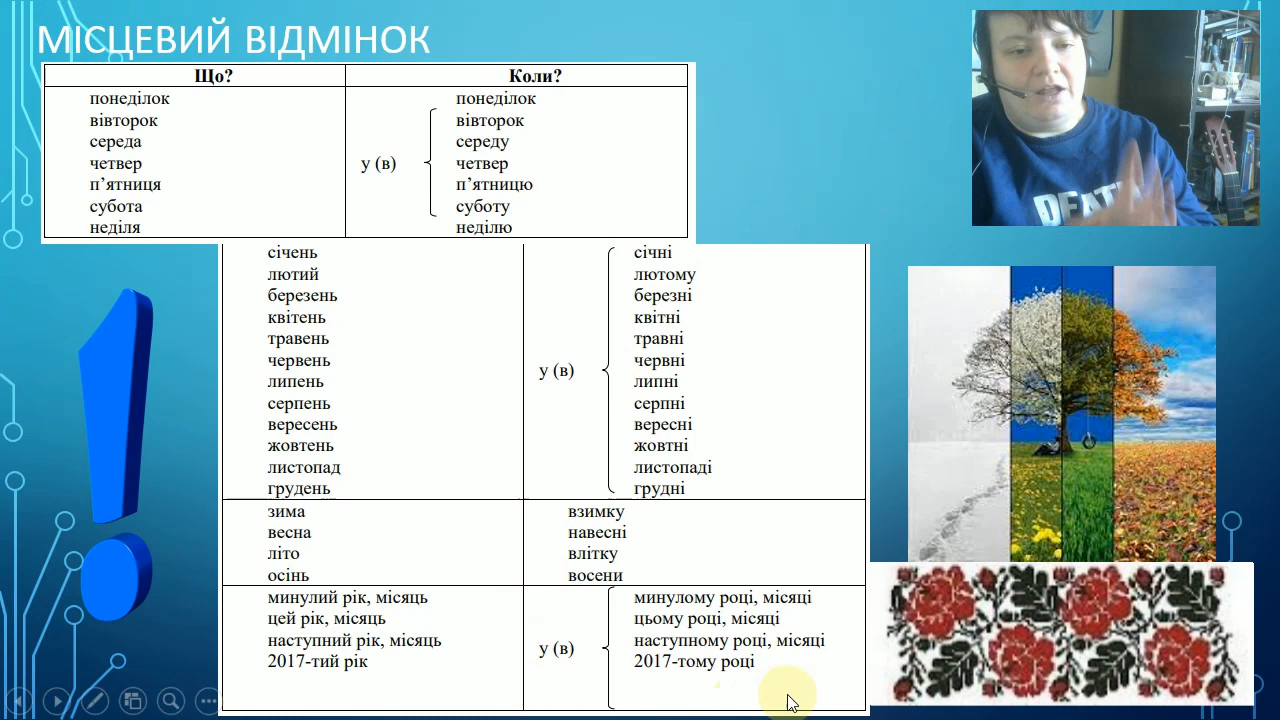 МІСЦЕВИЙ ВІДМІНОК
Що? Коли?
понеділок понеділок
вівторок вівторок
середа середу
четвер у (в) четвер
п’ятниця п’ятницю
субота суботу
неділя неділю
січень січні
лютий лютому
березень березні
квітень квітні
травень травні
червень червні
у (в)
липень липні
серпень серпні
вересень вересні
жовтень жовтні
листопад листопаді
грудень грудні
зима взимку
весна навесні
літо влітку
осінь восени
минулий рік, місяць минулому році, місяці
цей рік, місяць цьому році, місяці
наступний рік, місяць у (в) наступному році, місяці
2017-тий рік 2017-тому році